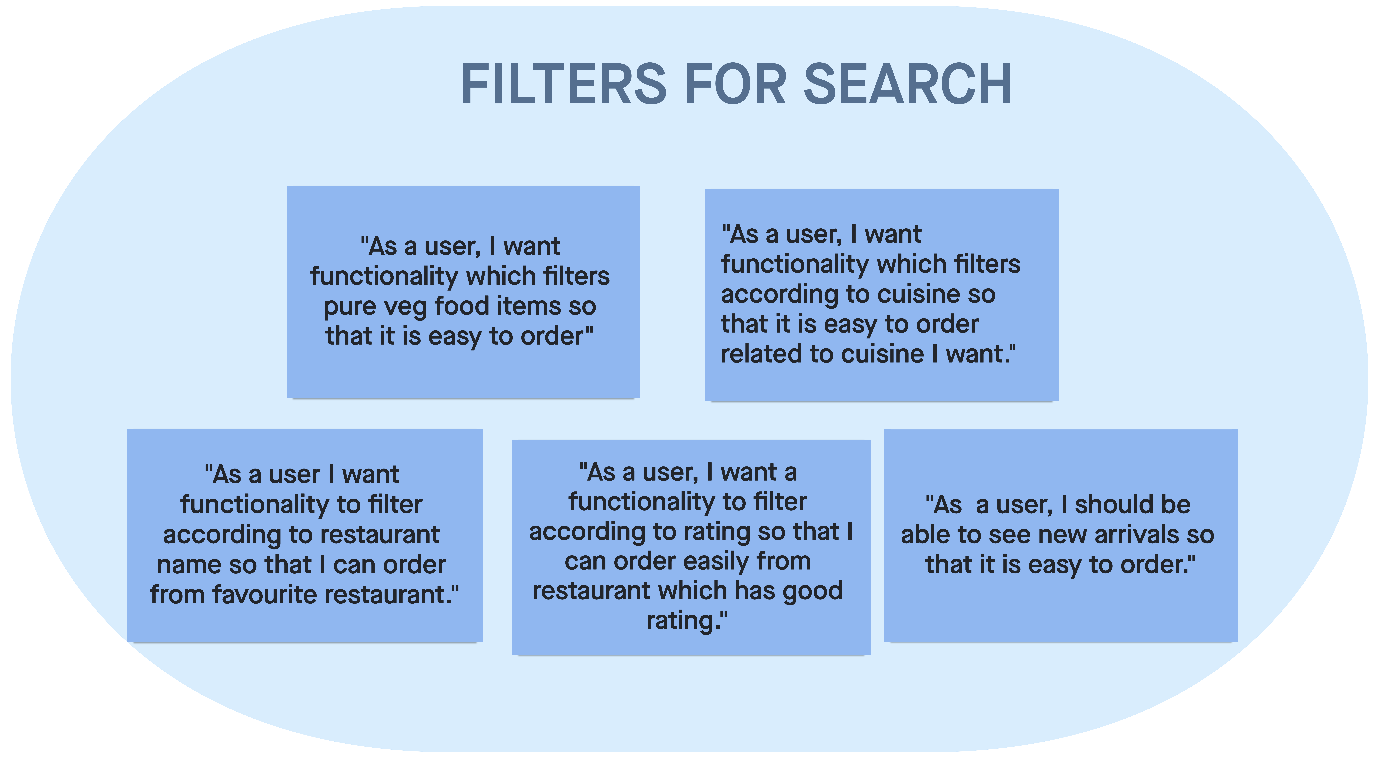 FILTERS FOR SEARCH
"As a user, I want
functionality which filters
pure veg food items so
that it is easy to order"
"As a user, I want
functionality which filters
according to cuisine so
that it is easy to order
related to cuisine I want."
"As a user I want
functionality to filter
according to restaurant
name so that I can order
from favourite restaurant."
"As a user, I want a
functionality to filter
according to rating so that I
can order easily from
restaurant which has good
rating."
"As  a user, I should be
able to see new arrivals so
that it is easy to order."